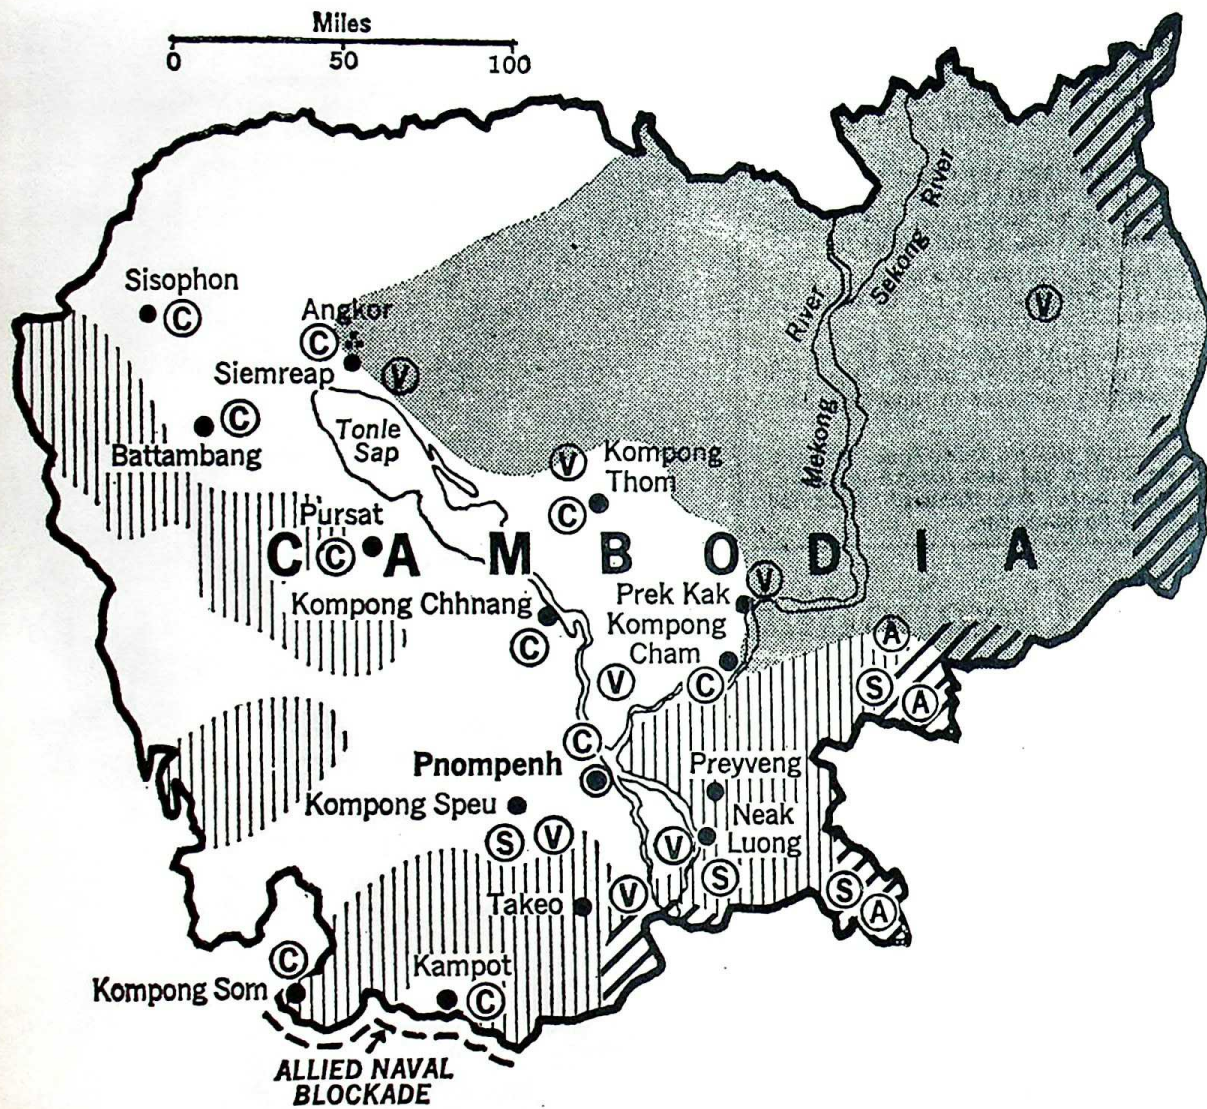 Miles
0 50 100
River
Sekong
River
Mekong
Sisophon
C
Angkor
C
Siemreap
V
V
C
Battambang
Tonle
Sap
V
Kompong
Thom
C
Pursat
C
CAMBODIA
Kompong Chhnang
C
Prek Kak
V
Kompong
Cham
C
V
A
S
A
C
Pnompenh
Preyveng
Kompong Speu
S
V
Neak
Luong
V
S
S
A
Takeo
V
C
Kompong Som
Kampot
C
ALLIED NAVAL
BLOCKADE